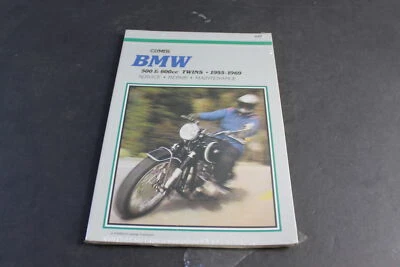 CLYMER
BMW
500 & 600cc TWINS • 1955-1969
SERVICE • REPAIR • MAINTENANCE